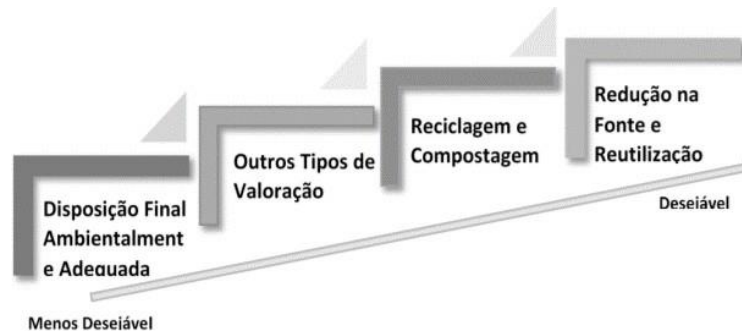 Disposição Final
Ambientalment
e Adequada
Outros Tipos de
Valoração
Reciclagem e
Compostagem
Redução na
Fonte e
Reutilização
Menos Desejável
Desejável